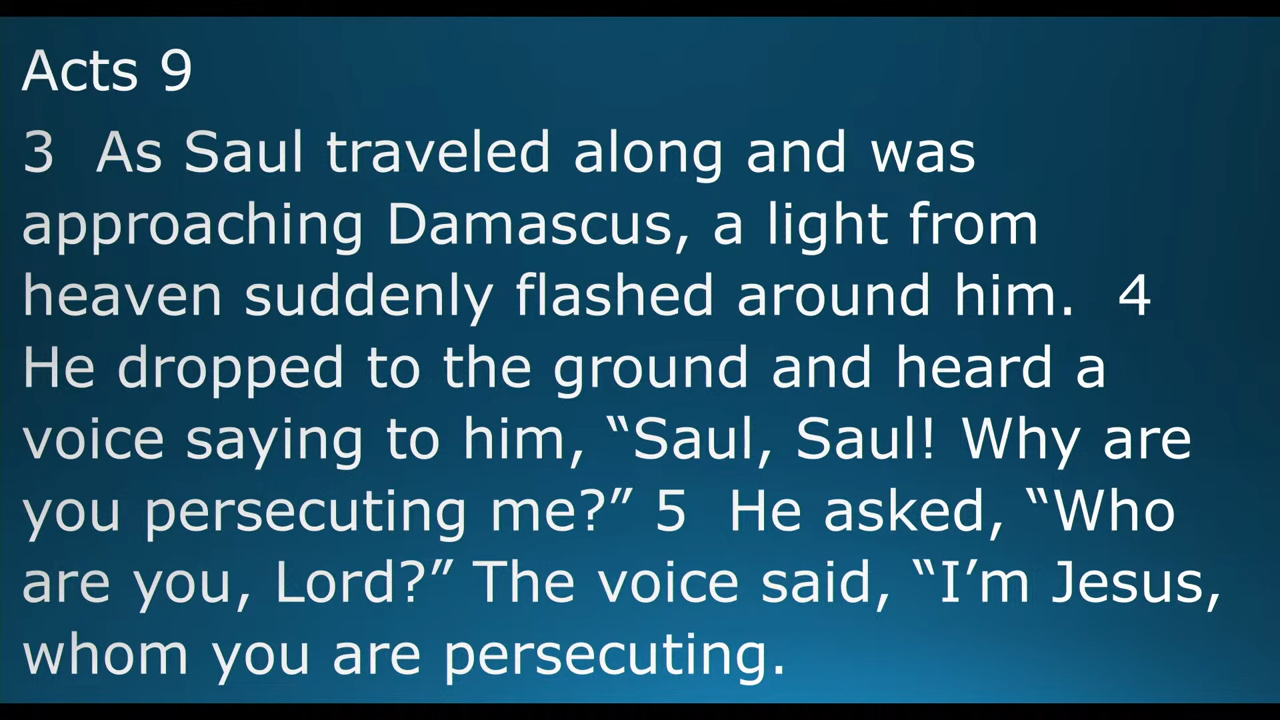 Acts 9
3  As Saul traveled along and was
approaching Damascus, a light from
heaven suddenly flashed around him.  4
He dropped to the ground and heard a
voice saying to him, “Saul, Saul! Why are
you persecuting me?” 5  He asked, “Who
are you, Lord?” The voice said, “I’m Jesus,
whom you are persecuting.